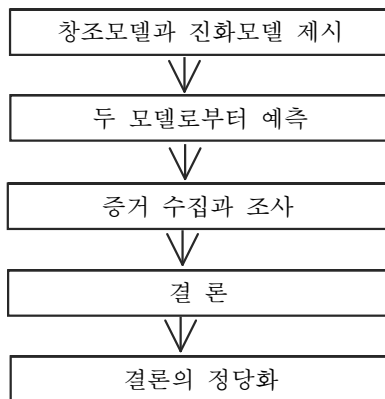 창조모델과 진화모델 제시
두 모델로부터 예측
증거 수집과 조사
결 론
결론의 정당화